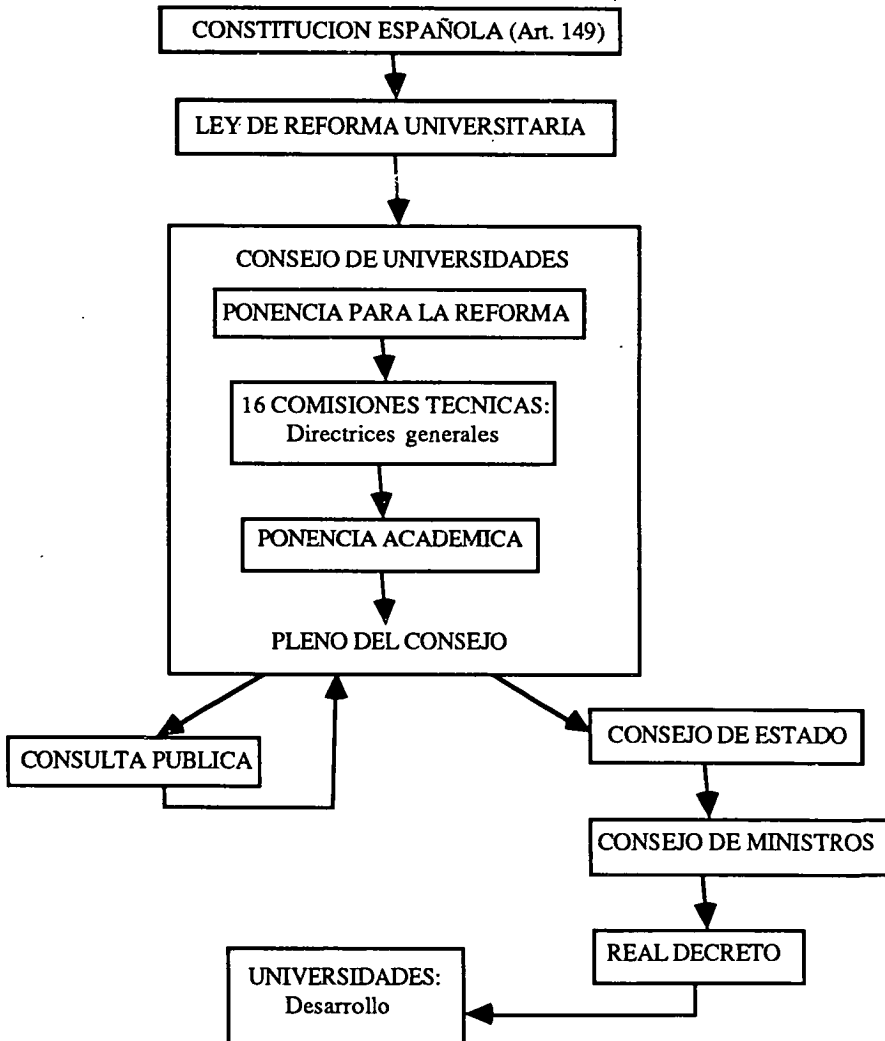 CONSTITUCION ESPAÑOLA (Art. 149)
LEY DE REFORMA UNIVERSITARIA
CONSEJO DE UNIVERSIDADES
PONENCIA PARA LA REFORMA
16 COMISIONES TECNICAS:
Directrices generales
PONENCIA ACADEMICA
PLENO DEL CONSEJO
CONSULTA PUBLICA
CONSEJO DE ESTADO
CONSEJO DE MINISTROS
REAL DECRETO
UNIVERSIDADES:
Desarrollo